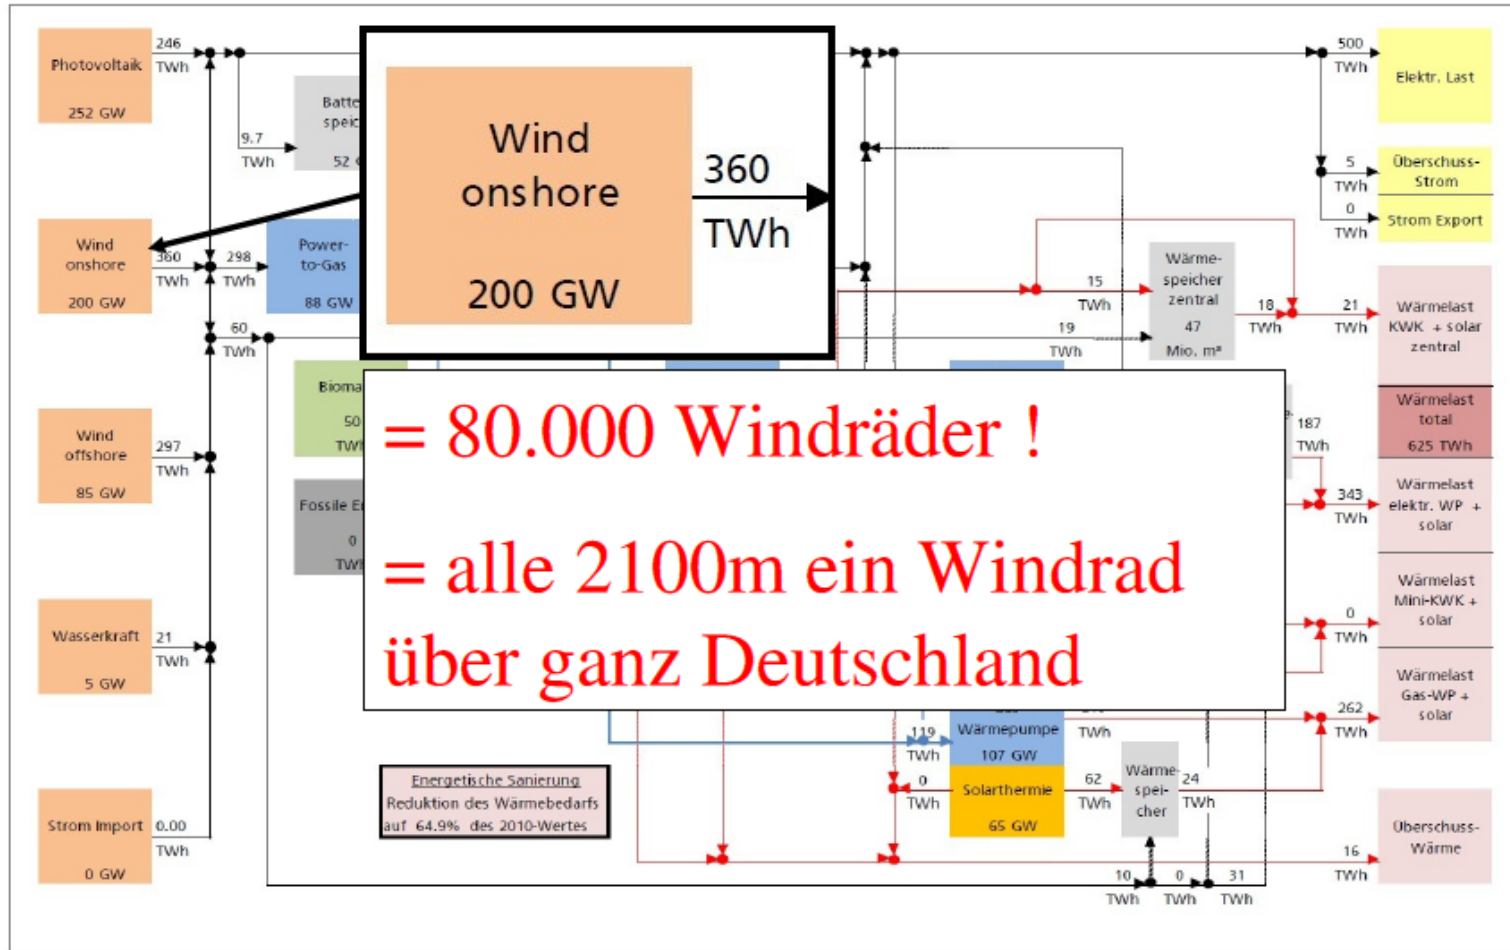 Photovoltaik
252 GW
246
TWh
9.7
TWh
52
Wind
onshore
200 GW
360
TWh
298
TWh
Power-
to-Gas
88 GW
60
TWh
Wind
offshore
85 GW
297
TWh
50
TWh
0
Wasserkraft
5 GW
21
TWh
Strom Import
0 GW
0.00
TWh
Wind
onshore
200 GW
360
TWh
= 80.000 Windräder !
= alle 2100m ein Windrad
über ganz Deutschland
Energetische Sanierung
Reduktion des Wärmebedarfs
auf 64.9% des 2010-Wertes
119
TWh
Wärmepumpe
107 GW
TWh
0
TWh
Solarthermie
65 GW
62
TWh
Wärme-
spei-
cher
24
TWh
10
TWh
0
TWh
31
TWh
15
TWh
19
TWh
Wärme-
speicher
zentral
47
Mio. m³
18
TWh
21
TWh
187
TWh
343
TWh
0
TWh
262
TWh
16
TWh
500
TWh
5
TWh
0
TWh
Elektr. Last
Überschuss-
Strom
Strom Export
Wärmelast
KWK + solar
zentral
Wärmelast
total
625 TWh
Wärmelast
elektr. WP +
solar
Wärmelast
Mini-KWK +
solar
Wärmelast
Gas-WP +
solar
Überschuss-
Wärme